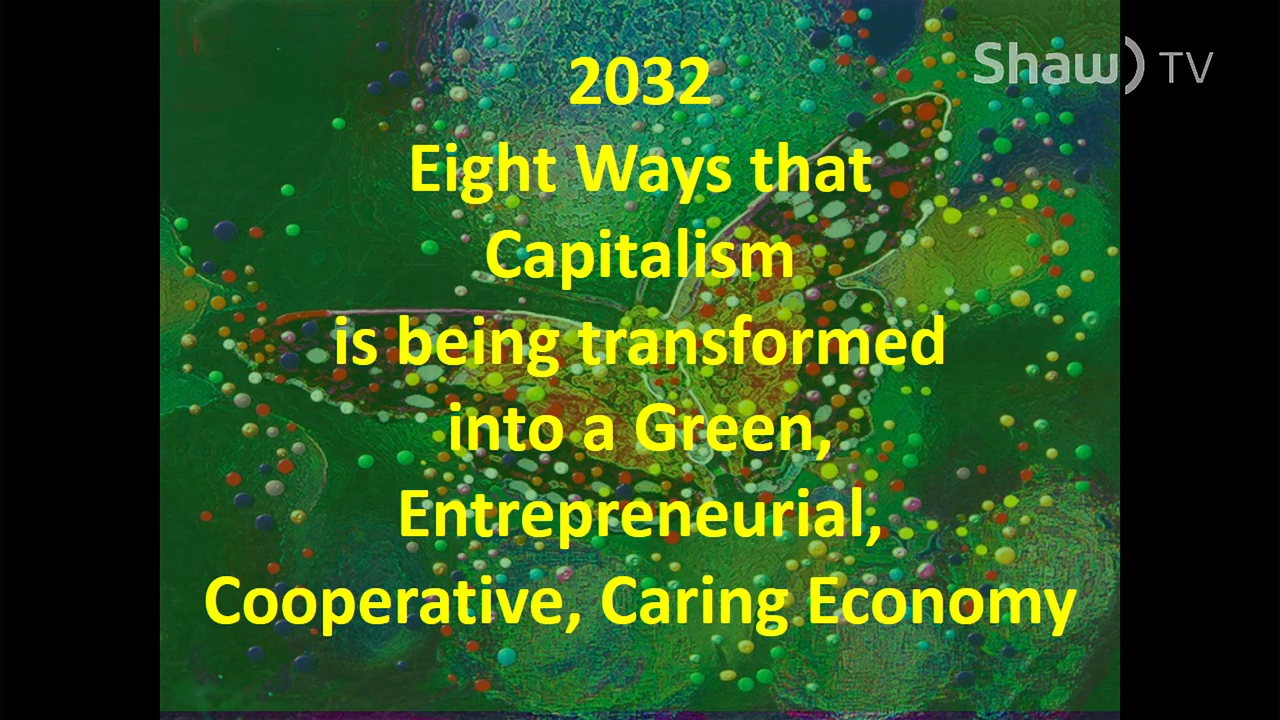 Shaw) TV
2032
Eight Ways that
Capitalism
is being transformed
into a Green,
Entrepreneurial,
Cooperative, Caring Economy